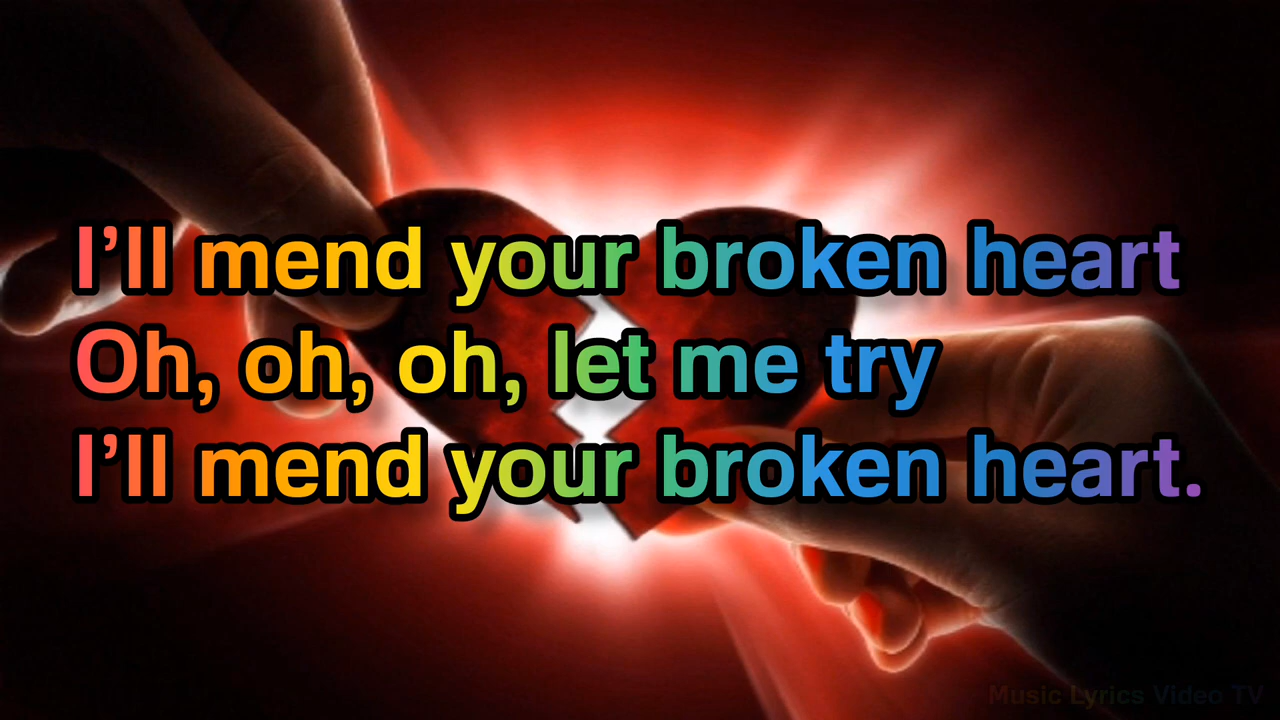 I’ll mend your broken heart
Oh, oh, oh, let me try
I’ll mend your broken heart.
Music Lyrics Video TV